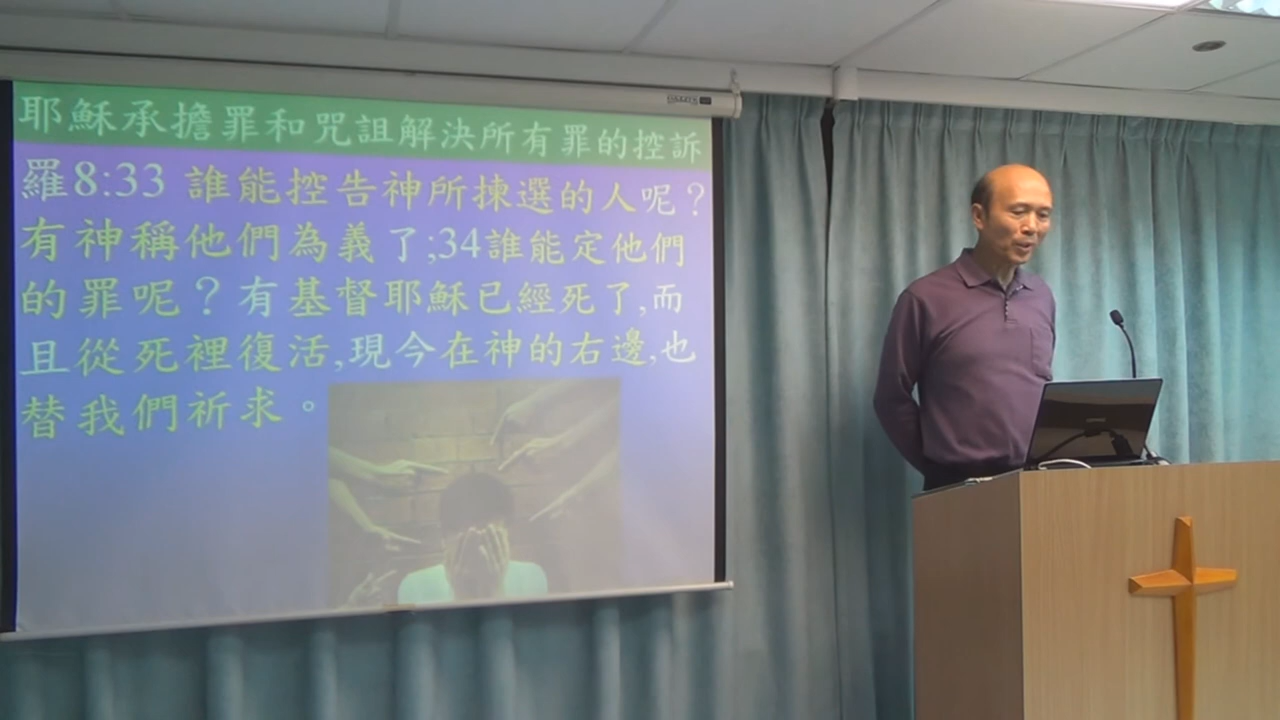 耶穌承擔罪和咒詛解決所有罪的控訴
羅8:33 誰能控告神所揀選的人呢？
有神稱他們為義了;34誰能定他們
的罪呢？有基督耶穌已經死了,而
且從死裡復活,現今在神的右邊,也
替我們祈求。